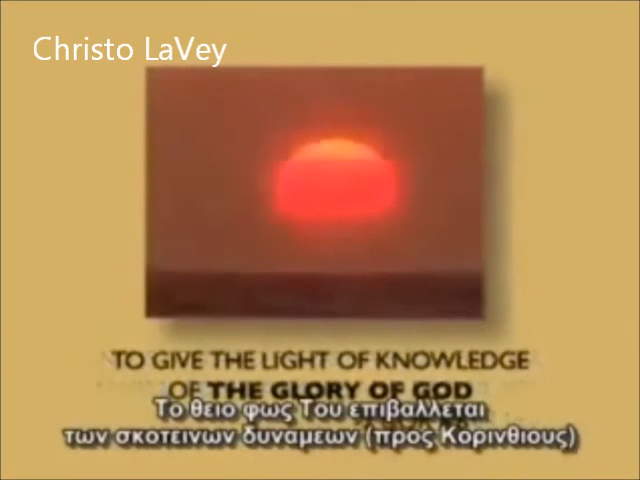 Christo LaVey
TO GIVE THE LIGHT OF KNOWLEDGE
OF THE GLORY OF GOD
Το θειο φως Του επιβαλλεται
των σκοτεινων δυναμεων (προς Κορινθιους)